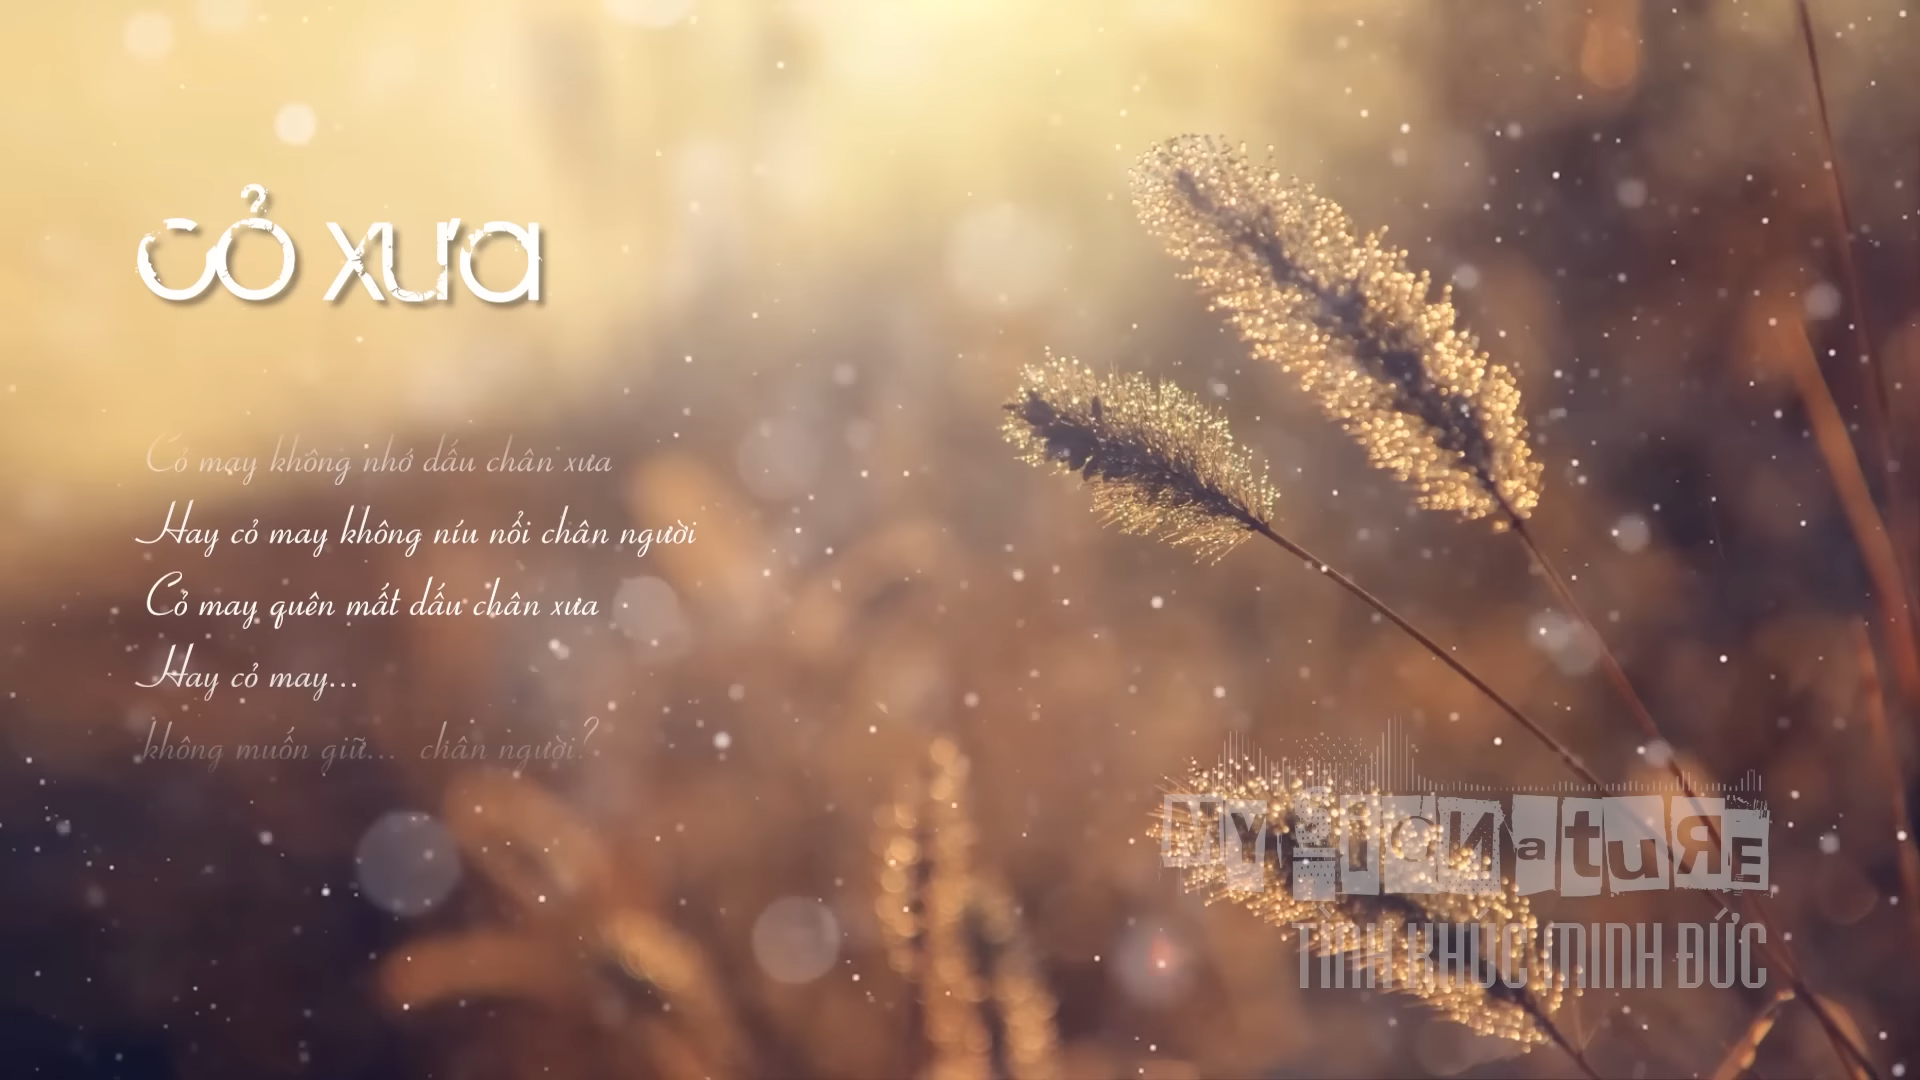 cỏ xưa
Cỏ may không nhớ dấu chân xưa
Hay cỏ may không níu nổi chân người
Cỏ may quên mất dấu chân xưa
Hay cỏ may...
không muốn giữ... chân người?
MY SIGNaTURE
TÌNH KHÚC MINH ĐỨC